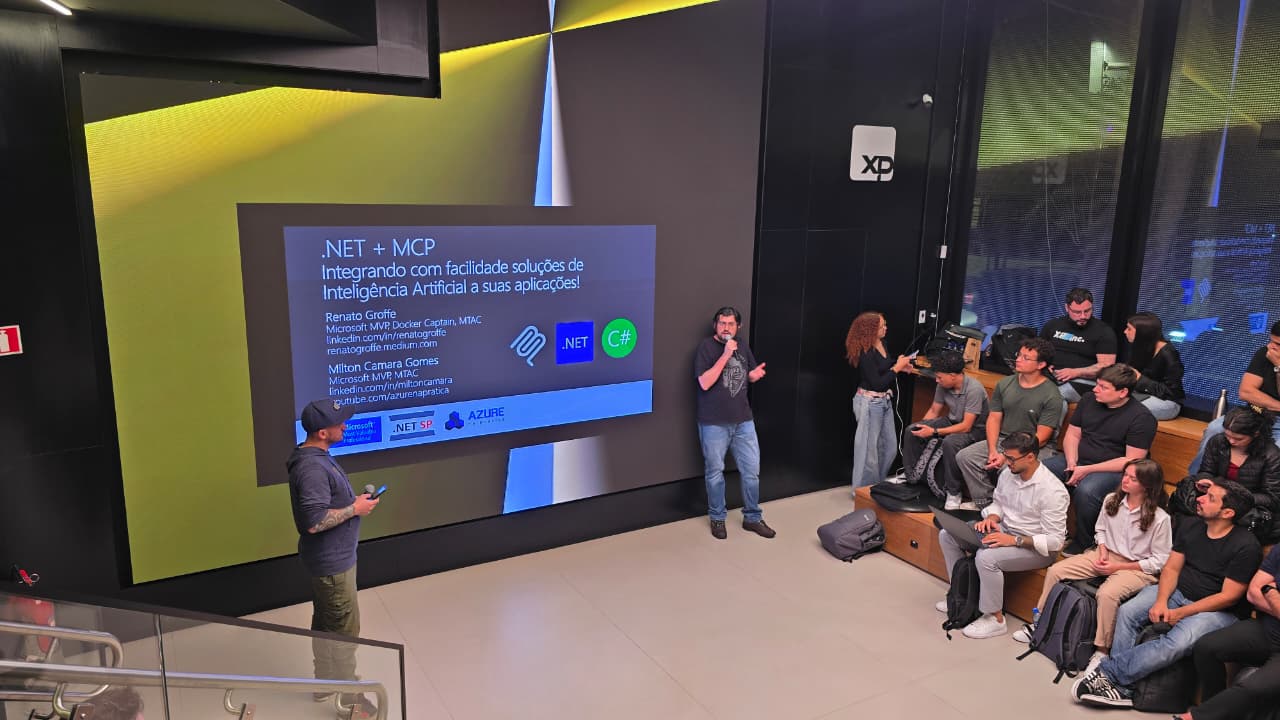 .NET + MCP
Integrando com facilidade soluções de
Inteligência Artificial a suas aplicações!
Renato Groffe
Microsoft MVP, Docker Captain, MTAC
linkedin.com/in/renatogroffe
renatogroffe.medium.com
Milton Camara Gomes
Microsoft MVP, MTAC
linkedin.com/in/miltoncamara
youtube.com/azurenapratica
.NET
C#
Microsoft
.NET SP
AZURE
xp